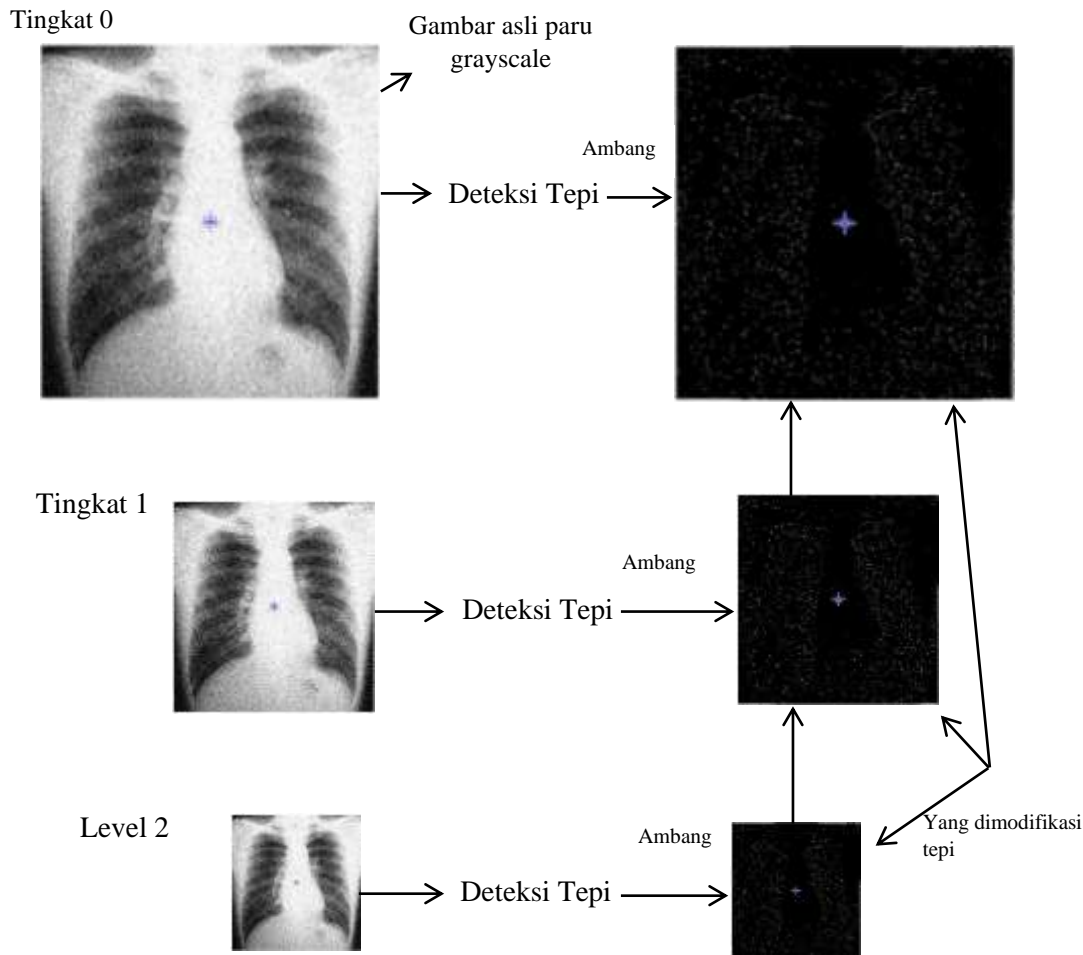 Tingkat 0
Gambar asli paru
grayscale
Ambang
Deteksi Tepi
Tingkat 1
Ambang
Deteksi Tepi
Level 2
Ambang
Deteksi Tepi
Yang dimodifikasi
tepi